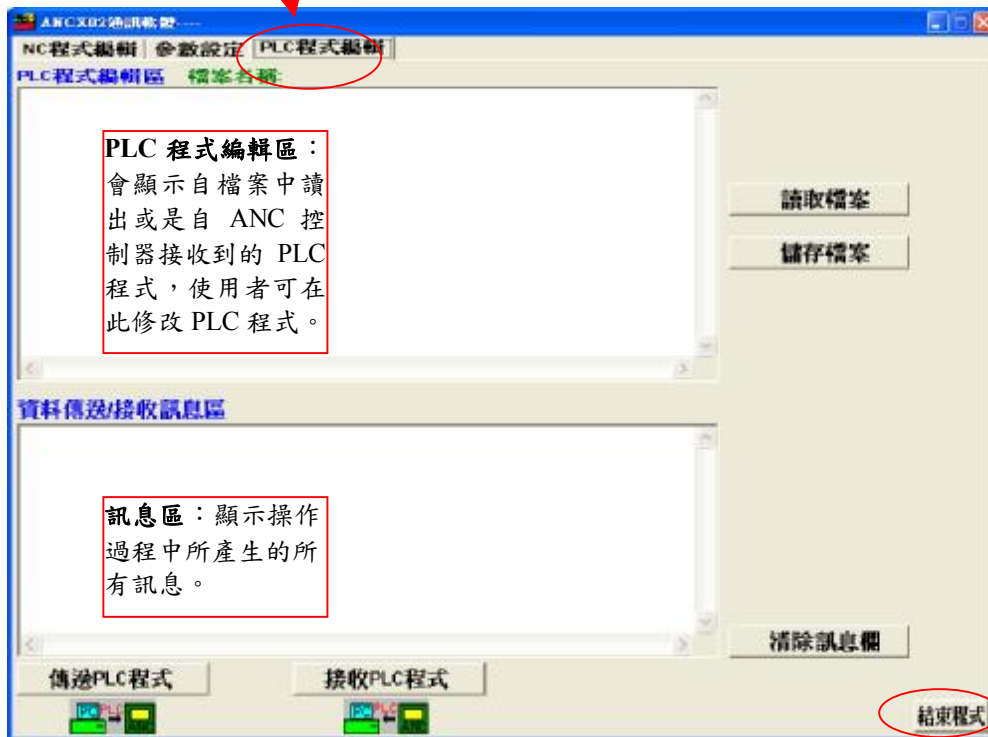 ANCX02通訊軟體----
NC程式編輯 參數設定 PLC程式編輯
PLC程式編輯區 檔案名稱:
PLC 程式編輯區：
會顯示自檔案中讀
出或是自 ANC 控
制器接收到的 PLC
程式，使用者可在
此修改 PLC 程式。
讀取檔案
儲存檔案
資料傳送/接收訊息區
訊息區：顯示操作
過程中所產生的所
有訊息。
清除訊息欄
傳送PLC程式 接收PLC程式
PC PLC ANC PC PLC ANC
結束程式